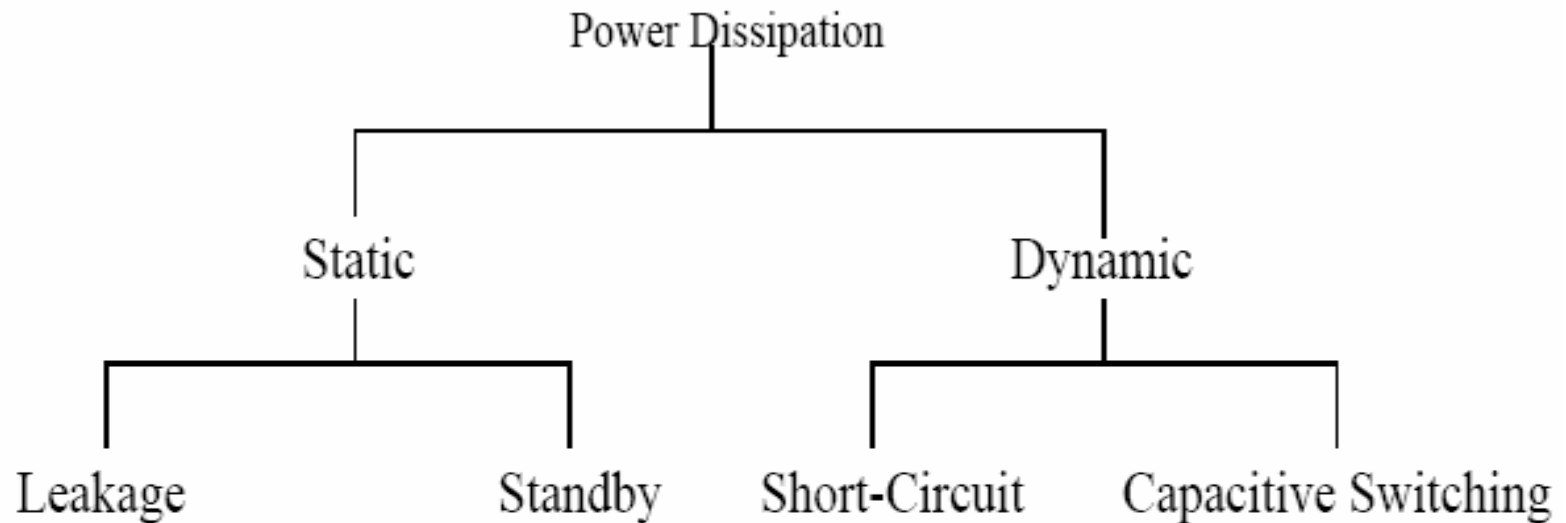 Power Dissipation
Static
Dynamic
Leakage
Standby
Short-Circuit
Capacitive Switching